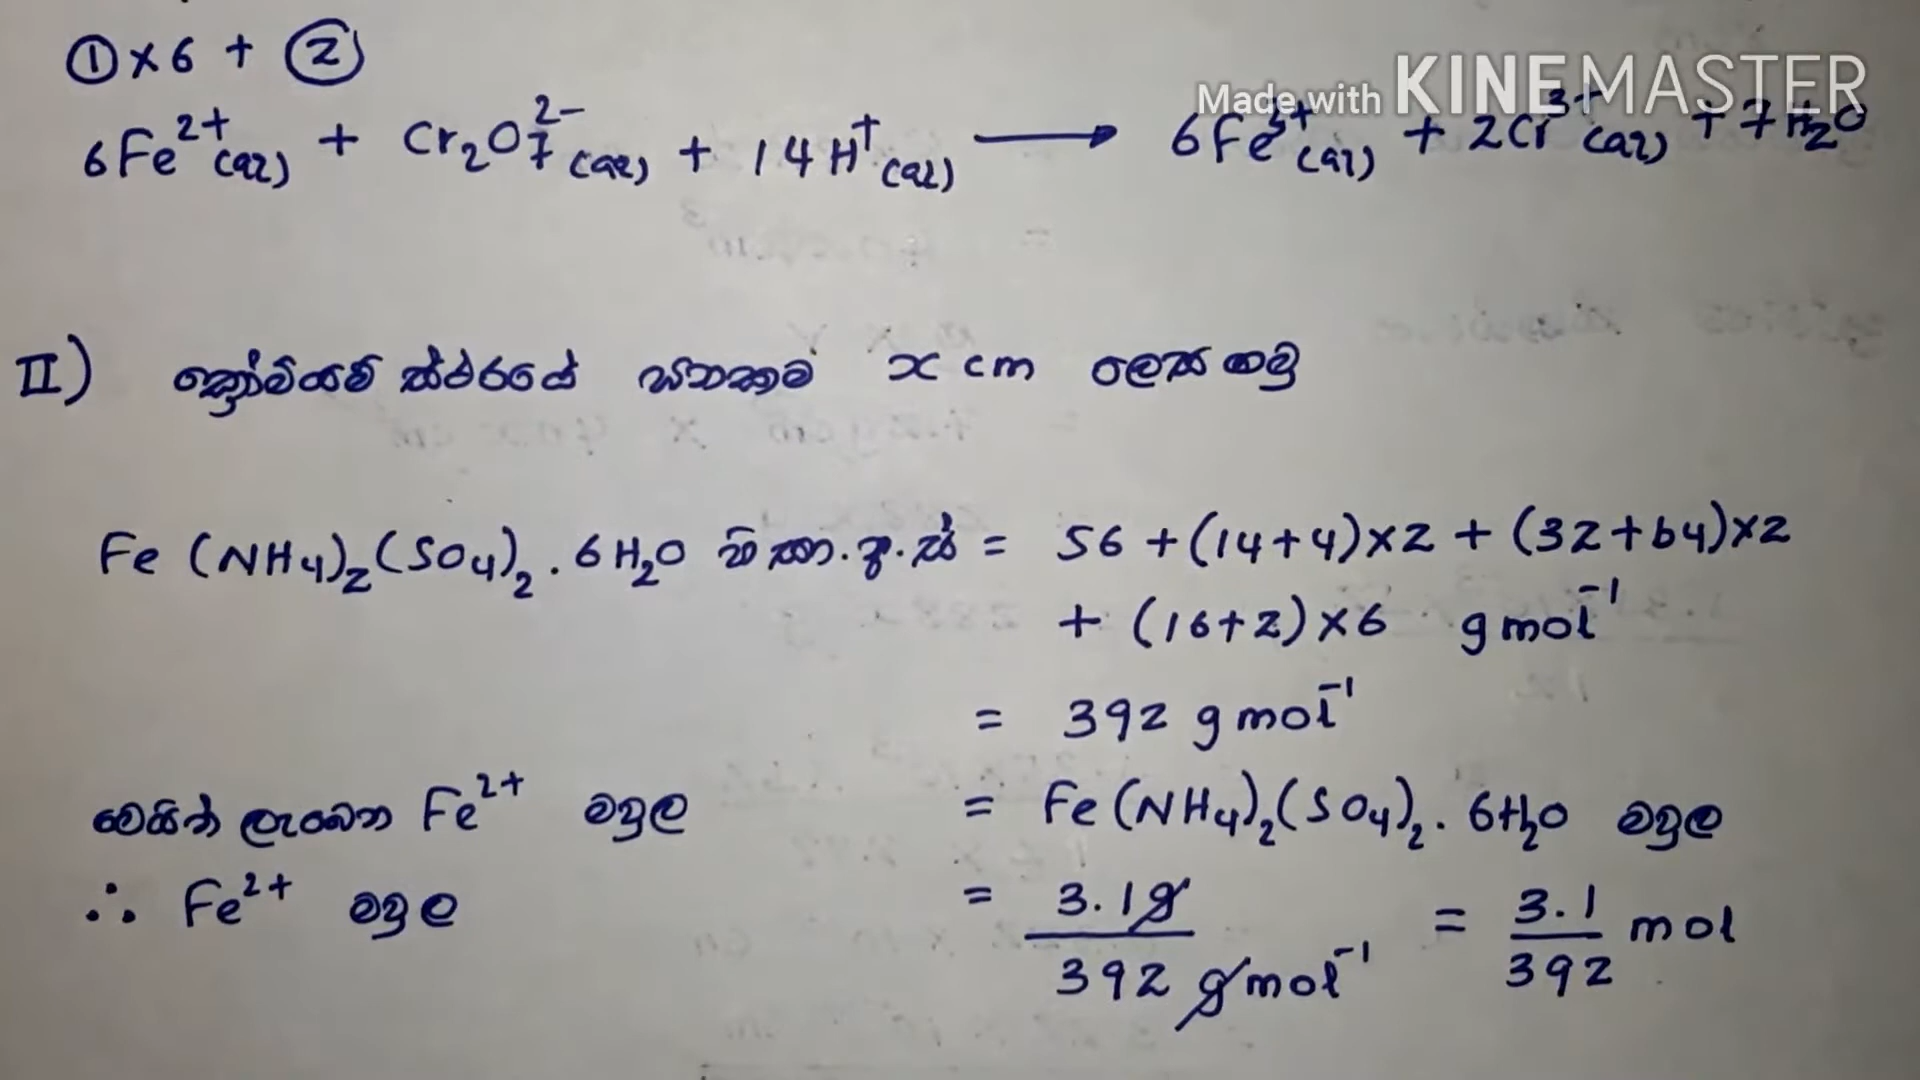 ①×6 + ②
Made with KINEMASTER
6Fe²⁺(aq) + Cr₂O₇²⁻(aq) + 14H⁺(aq) ⟶ 6Fe³⁺(aq) + 2Cr³⁺(aq) + 7H₂O
II) ක්‍රෝමියම් ස්ථරයේ ඝනකම x cm ලෙස ගමු
Fe(NH₄)₂(SO₄)₂.6H₂O හි සා.අ.ස් = 56 + (14+4)×2 + (32+64)×2
+ (16+2)×6 g mol⁻¹
= 392 g mol⁻¹
මෙයින් ලැබෙන Fe²⁺ මවුල = Fe(NH₄)₂(SO₄)₂.6H₂O මවුල
∴ Fe²⁺ මවුල = 3.1g / 392 g mol⁻¹ = 3.1 / 392 mol